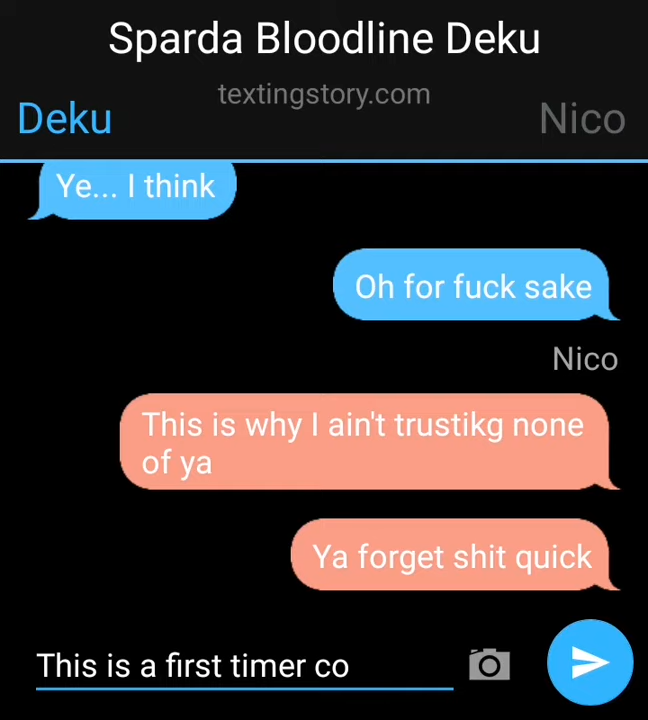 Sparda Bloodline Deku
textingstory.com
Deku
Nico
Ye... I think
Oh for fuck sake
Nico
This is why I ain't trustikg none
of ya
Ya forget shit quick
This is a first timer co